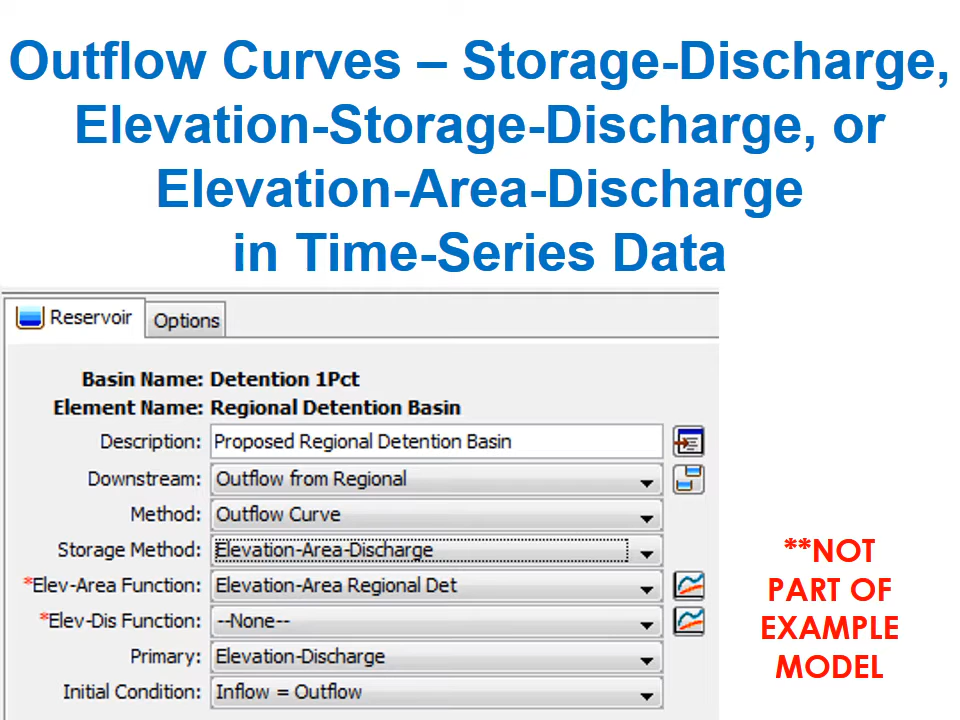 Outflow Curves – Storage-Discharge,
Elevation-Storage-Discharge, or
Elevation-Area-Discharge
in Time-Series Data
Reservoir Options
Basin Name: Detention 1Pct
Element Name: Regional Detention Basin
Description: Proposed Regional Detention Basin
Downstream: Outflow from Regional
Method: Outflow Curve
Storage Method: Elevation-Area-Discharge
*Elev-Area Function: Elevation-Area Regional Det
*Elev-Dis Function: --None--
Primary: Elevation-Discharge
Initial Condition: Inflow = Outflow
**NOT
PART OF
EXAMPLE
MODEL